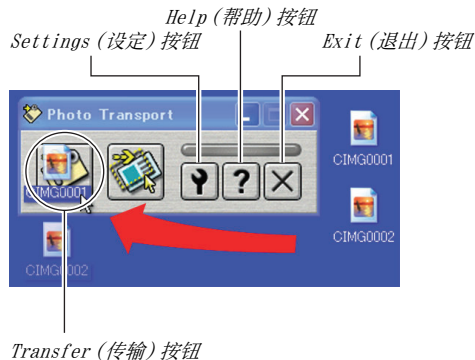 Help (帮助) 按钮
Settings (设定) 按钮
Exit (退出) 按钮
Photo Transport
CIMG0001
CIMG0001
CIMG0002
CIMG0002
Transfer (传输) 按钮